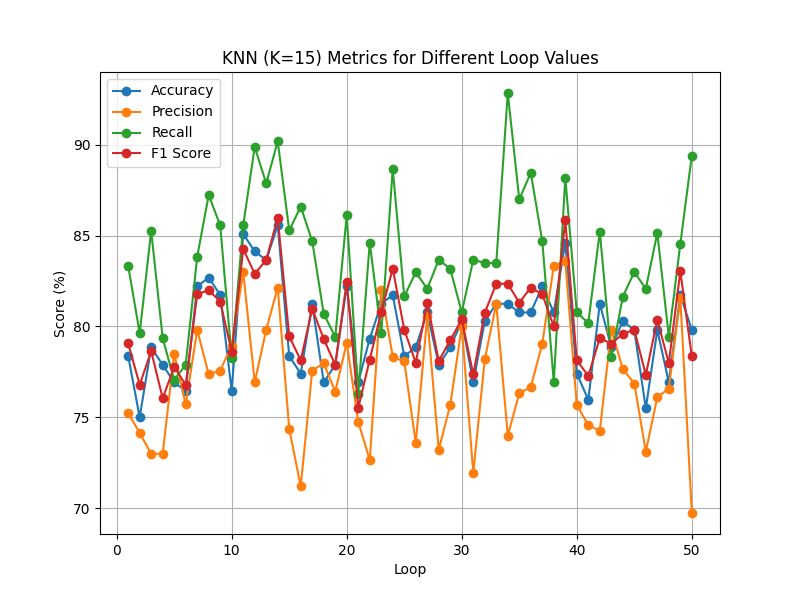 KNN (K=15) Metrics for Different Loop Values
Accuracy
Precision
Recall
F1 Score
Score (%)
90
85
80
75
70
0 10 20 30 40 50
Loop